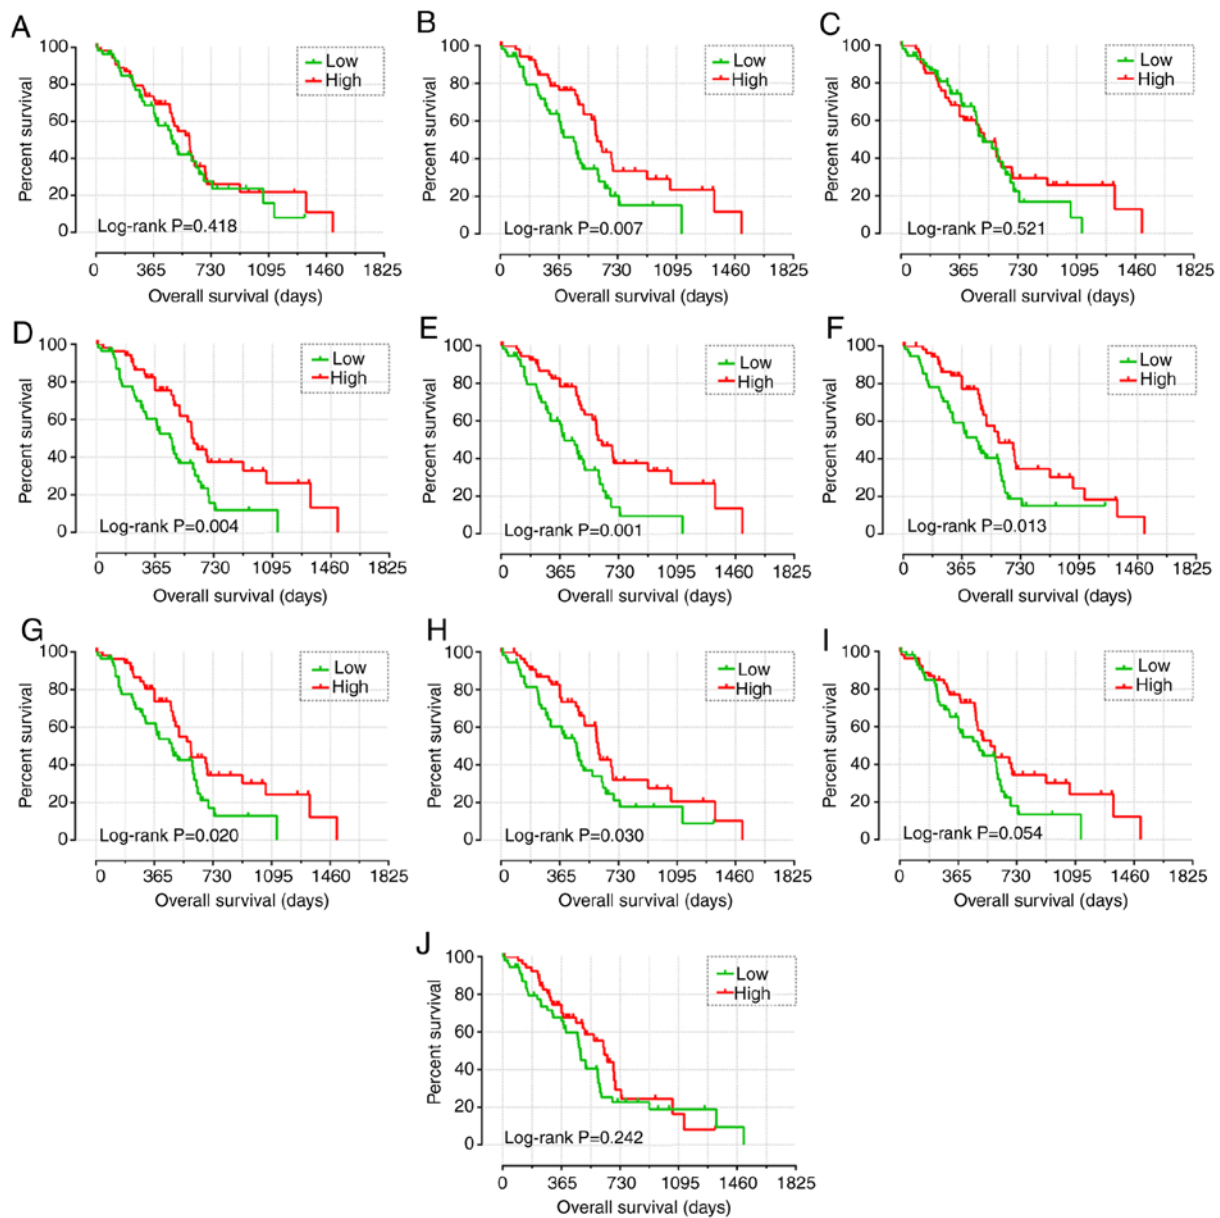 A
Percent survival
100
80
60
40
20
0
Low
High
Log-rank P=0.418
0 365 730 1095 1460 1825
Overall survival (days)
B
Percent survival
100
80
60
40
20
0
Low
High
Log-rank P=0.007
0 365 730 1095 1460 1825
Overall survival (days)
C
Percent survival
100
80
60
40
20
0
Low
High
Log-rank P=0.521
0 365 730 1095 1460 1825
Overall survival (days)
D
Percent survival
100
80
60
40
20
0
Low
High
Log-rank P=0.004
0 365 730 1095 1460 1825
Overall survival (days)
E
Percent survival
100
80
60
40
20
0
Low
High
Log-rank P=0.001
0 365 730 1095 1460 1825
Overall survival (days)
F
Percent survival
100
80
60
40
20
0
Low
High
Log-rank P=0.013
0 365 730 1095 1460 1825
Overall survival (days)
G
Percent survival
100
80
60
40
20
0
Low
High
Log-rank P=0.020
0 365 730 1095 1460 1825
Overall survival (days)
H
Percent survival
100
80
60
40
20
0
Low
High
Log-rank P=0.030
0 365 730 1095 1460 1825
Overall survival (days)
I
Percent survival
100
80
60
40
20
0
Low
High
Log-rank P=0.054
0 365 730 1095 1460 1825
Overall survival (days)
J
Percent survival
100
80
60
40
20
0
Low
High
Log-rank P=0.242
0 365 730 1095 1460 1825
Overall survival (days)